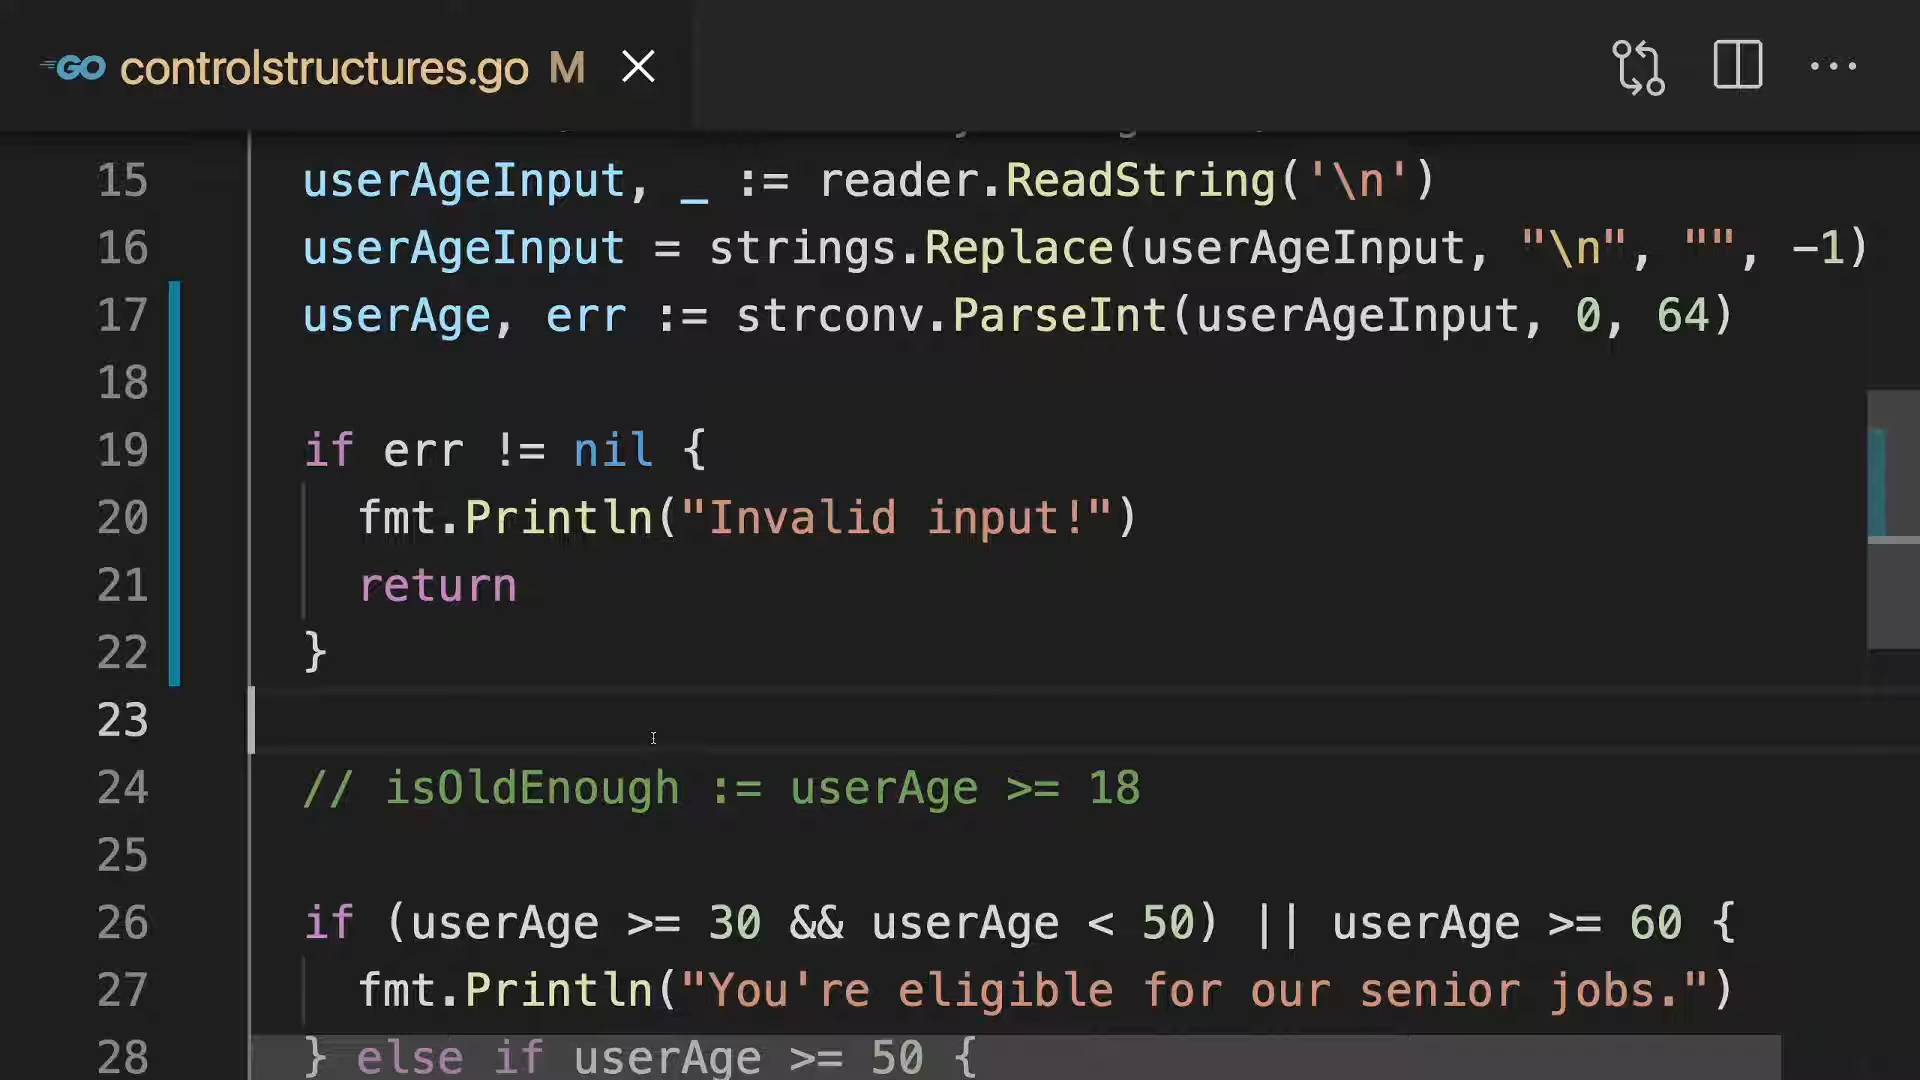 GO controlstructures.go M
15 userAgeInput, _ := reader.ReadString('\n')
16 userAgeInput = strings.Replace(userAgeInput, "\n", "", -1)
17 userAge, err := strconv.ParseInt(userAgeInput, 0, 64)
18
19 if err != nil {
20 fmt.Println("Invalid input!")
21 return
22 }
23
24 // isOldEnough := userAge >= 18
25
26 if (userAge >= 30 && userAge < 50) || userAge >= 60 {
27 fmt.Println("You're eligible for our senior jobs.")
28 } else if userAge >= 50 {